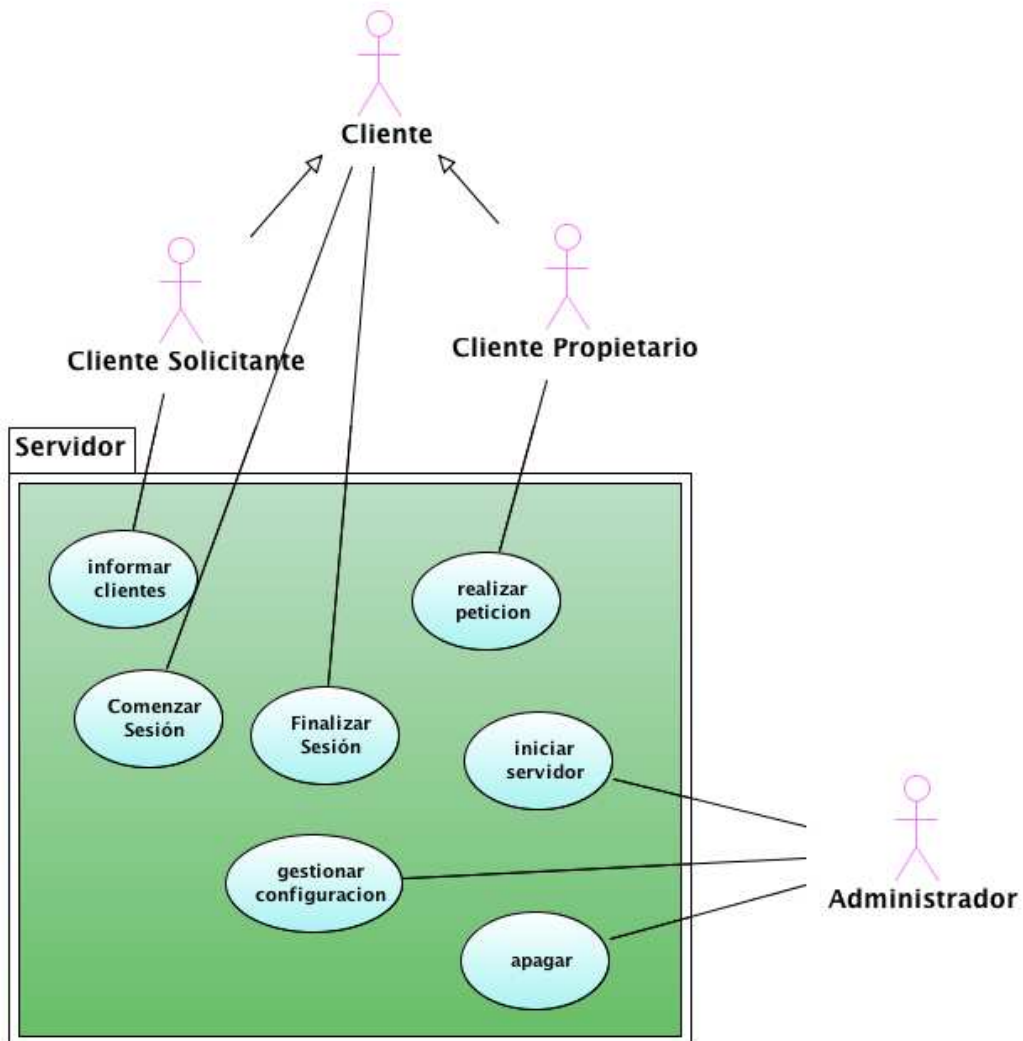 Cliente
Cliente Solicitante
Cliente Propietario
Servidor
informar
clientes
realizar
peticion
Comenzar
Sesión
Finalizar
Sesión
iniciar
servidor
gestionar
configuracion
Administrador
apagar